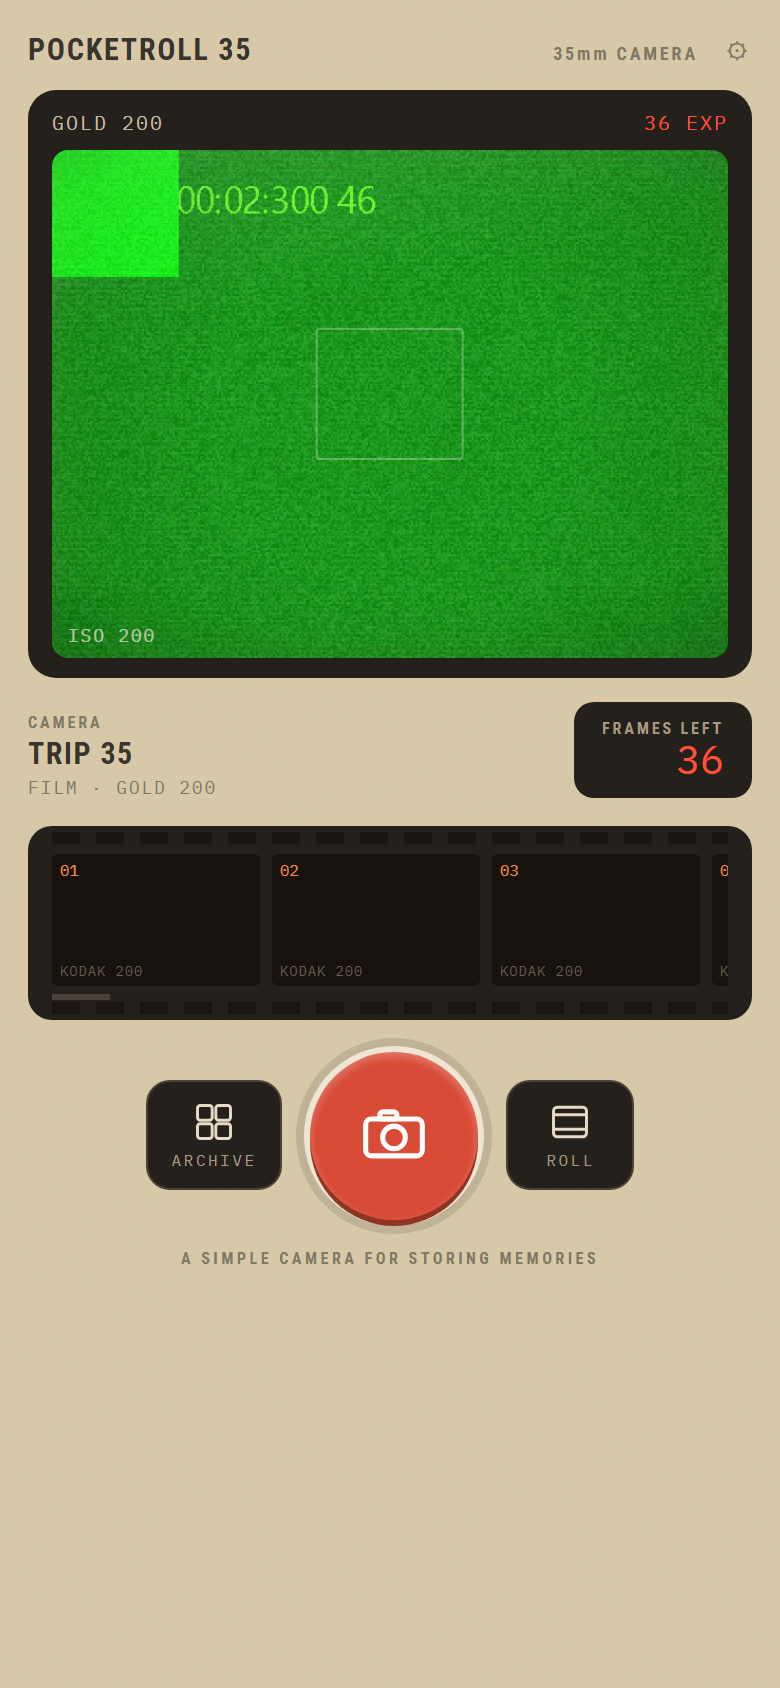 POCKETROLL 35
35mm CAMERA
GOLD 200
36 EXP
00:02:300 46
ISO 200
CAMERA
TRIP 35
FILM · GOLD 200
FRAMES LEFT
36
01
02
03
KODAK 200
KODAK 200
KODAK 200
ARCHIVE
ROLL
A SIMPLE CAMERA FOR STORING MEMORIES